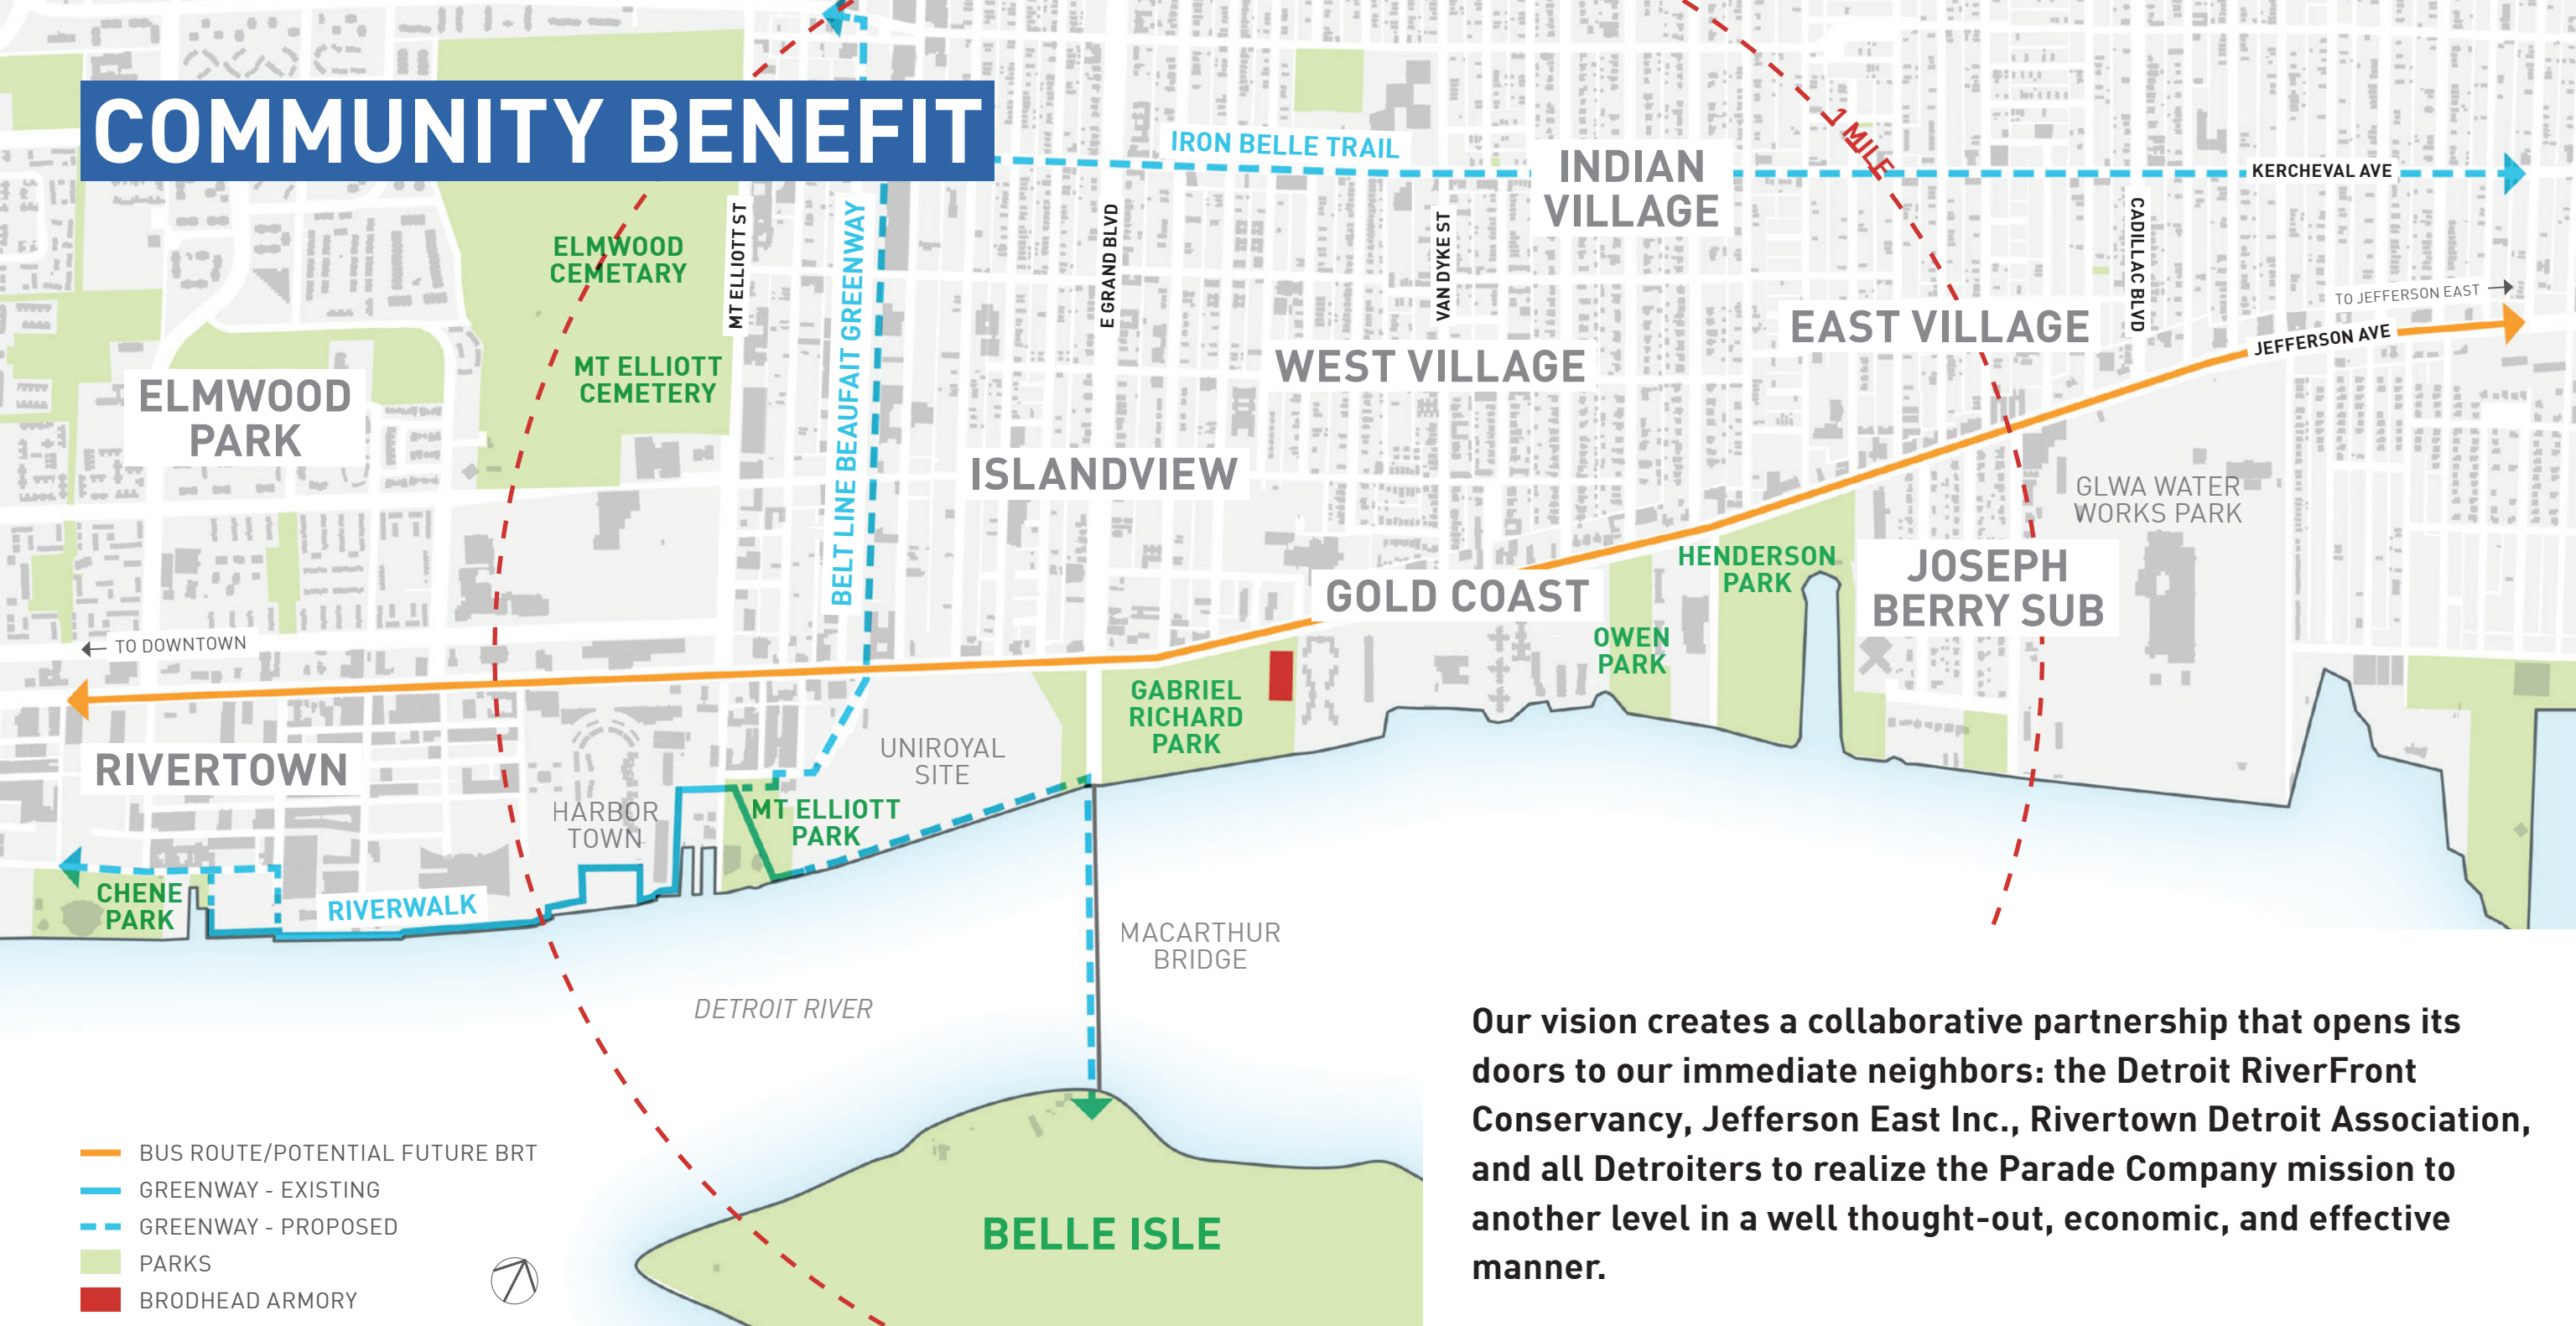 COMMUNITY BENEFIT
IRON BELLE TRAIL
1 MILE
INDIAN
VILLAGE
KERCHEVAL AVE
ELMWOOD
CEMETARY
MT ELLIOTT ST
BELT LINE BEAUFAIT GREENWAY
E GRAND BLVD
VAN DYKE ST
CADILLAC BLVD
TO JEFFERSON EAST
JEFFERSON AVE
EAST VILLAGE
WEST VILLAGE
MT ELLIOTT
CEMETERY
ELMWOOD
PARK
ISLANDVIEW
GLWA WATER
WORKS PARK
HENDERSON
PARK
JOSEPH
BERRY SUB
GOLD COAST
OWEN
PARK
TO DOWNTOWN
GABRIEL
RICHARD
PARK
UNIROYAL
SITE
RIVERTOWN
HARBOR
TOWN
MT ELLIOTT
PARK
CHENE
PARK
RIVERWALK
MACARTHUR
BRIDGE
DETROIT RIVER
BELLE ISLE
BUS ROUTE/POTENTIAL FUTURE BRT
GREENWAY - EXISTING
GREENWAY - PROPOSED
PARKS
BRODHEAD ARMORY
Our vision creates a collaborative partnership that opens its
doors to our immediate neighbors: the Detroit RiverFront
Conservancy, Jefferson East Inc., Rivertown Detroit Association,
and all Detroiters to realize the Parade Company mission to
another level in a well thought-out, economic, and effective
manner.